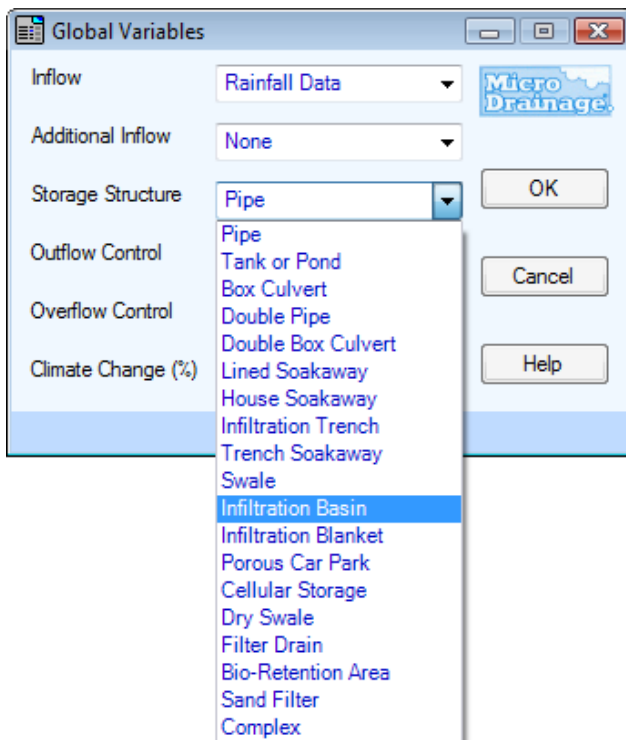 Global Variables
Inflow
Rainfall Data
Micro
Drainage.
Additional Inflow
None
Storage Structure
Pipe
OK
Outflow Control
Overflow Control
Climate Change (%)
Cancel
Help
Pipe
Tank or Pond
Box Culvert
Double Pipe
Double Box Culvert
Lined Soakaway
House Soakaway
Infiltration Trench
Trench Soakaway
Swale
Infiltration Basin
Infiltration Blanket
Porous Car Park
Cellular Storage
Dry Swale
Filter Drain
Bio-Retention Area
Sand Filter
Complex